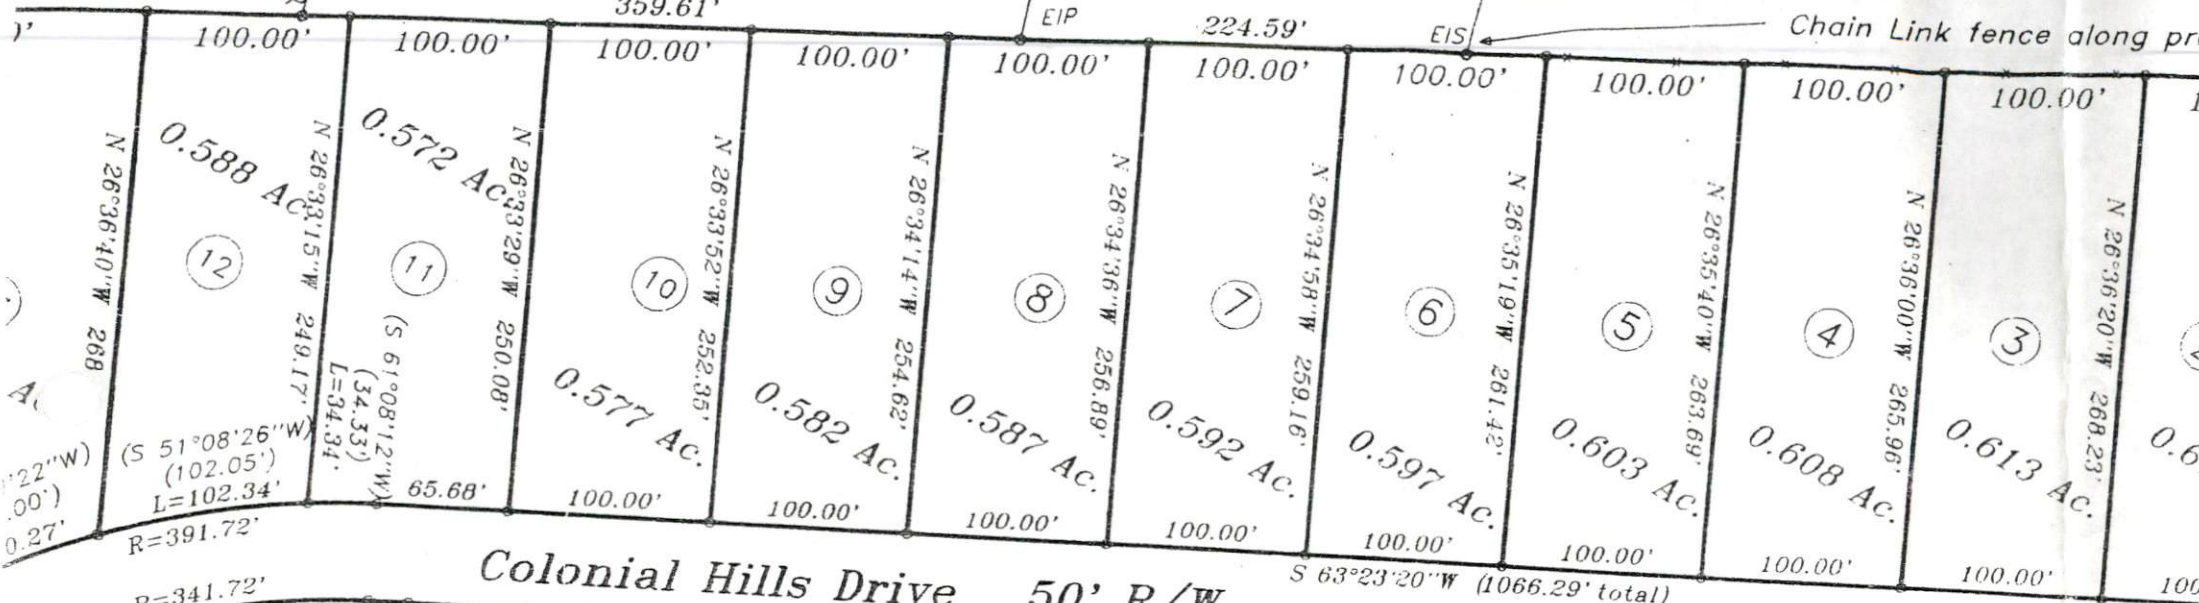 359.61'
EIP
224.59'
EIS
Chain Link fence along pr
)'
100.00'
100.00'
100.00'
100.00'
100.00'
100.00'
100.00'
100.00'
100.00'
100.00'
N 26°36'40"W 268
0.588 Ac.
12
N 26°33'15"W 249.17'
0.572 Ac.
11
N 26°33'29"W 250.08'
10
0.577 Ac.
N 26°33'52"W 252.35'
9
0.582 Ac.
N 26°34'14"W 254.62'
8
0.587 Ac.
N 26°34'36"W 256.89'
7
0.592 Ac.
N 26°34'58"W 259.16'
6
0.597 Ac.
N 26°35'19"W 261.42'
5
0.603 Ac.
N 26°35'40"W 263.69'
4
0.608 Ac.
N 26°36'00"W 265.96'
3
0.613 Ac.
N 26°36'20"W 268.23'
0.6
A
'22"W)
.00')
0.27'
(S 51°08'26"W)
(102.05')
L=102.34'
R=391.72'
L=34.34'
(34.33')
(S 61°08'12"W)
65.68'
100.00'
100.00'
100.00'
100.00'
100.00'
100.00'
100.00'
100.00'
100
S 63°23'20"W (1066.29' total)
Colonial Hills Drive 50' R/W
R=341.72'